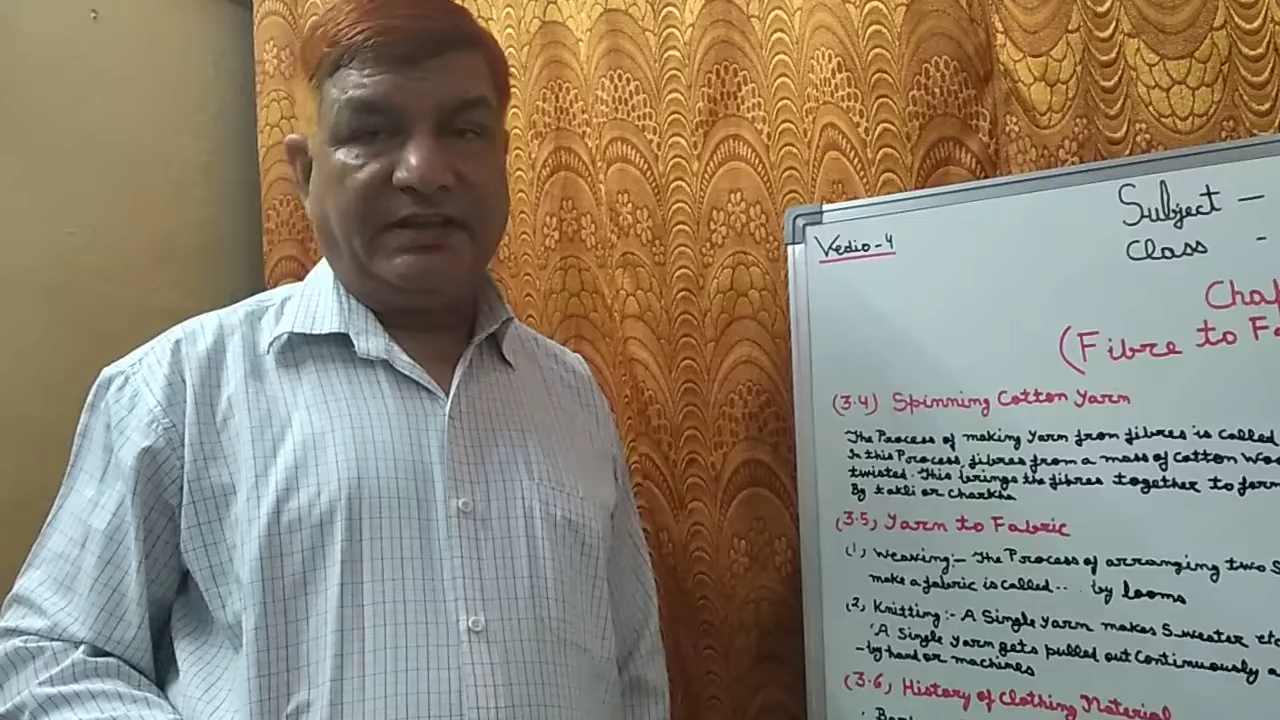 Vedio-4
Subject -
Class -
Cha
(Fibre to Fa
(3.4) Spinning Cotton Yarn
The Process of making Yarn from fibres is called
In this Process, fibres from a mass of Cotton Woo
twisted. This brings the fibres together to form
By takli or Charkha
(3.5) Yarn to Fabric
(1) Weaving:- The Process of arranging two S
make a fabric is called.. by looms
(2) Knitting:- A Single Yarn makes Sweater etc
'A Single Yarn gets pulled out Continuously a
- by hand or machines
(3.6) History of Clothing Material